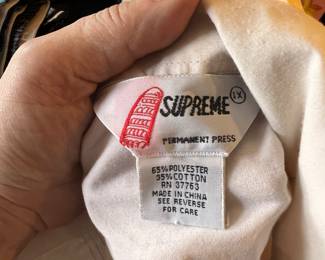 SUPREME 1X
PERMANENT PRESS
65% POLYESTER
35% COTTON
RN 37763
MADE IN CHINA
SEE REVERSE
FOR CARE